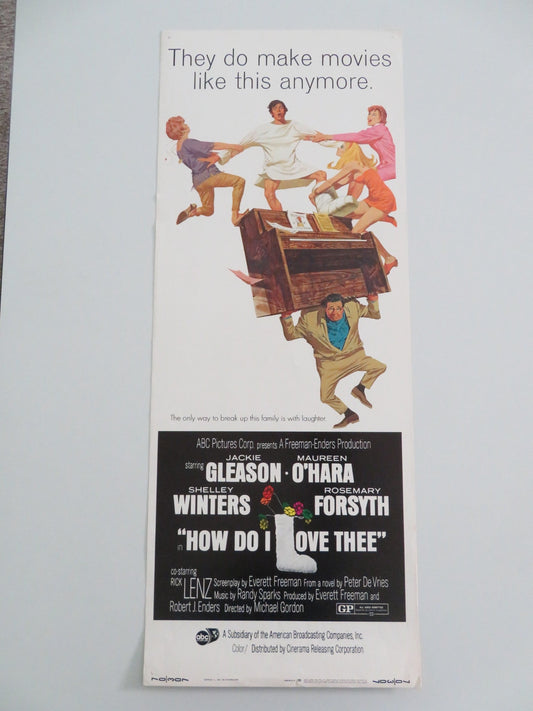 They do make movies
like this anymore.
The only way to break up this family is with laughter.
ABC Pictures Corp. presents A Freeman-Enders Production
JACKIE MAUREEN
starring GLEASON · O'HARA
SHELLEY ROSEMARY
WINTERS FORSYTH
in "HOW DO I LOVE THEE"
co-starring
RICK LENZ Screenplay by Everett Freeman From a novel by Peter De Vries
Music by Randy Sparks Produced by Everett Freeman and
Robert J. Enders Directed by Michael Gordon
GP
abc A Subsidiary of the American Broadcasting Companies, Inc.
Color/ Distributed by Cinerama Releasing Corporation